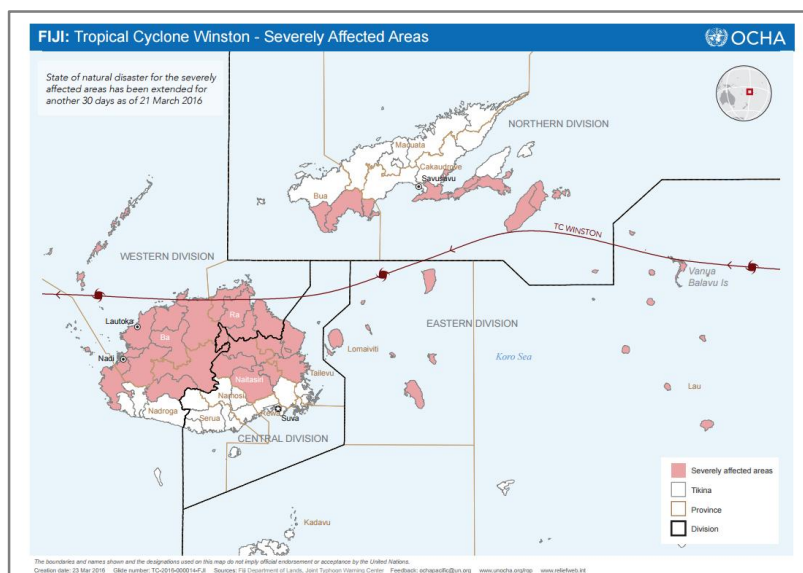 FIJI: Tropical Cyclone Winston - Severely Affected Areas
OCHA
State of natural disaster for the severely
affected areas has been extended for
another 30 days as of 21 March 2016
NORTHERN DIVISION
Macuata
Cakaudrove
Savusavu
Bua
TC WINSTON
WESTERN DIVISION
Vanya
Balavu Is
Lautoka
Ra
Ba
EASTERN DIVISION
Nadi
Lomaiviti
Koro Sea
Tailevu
Naitasiri
Lau
Namosi
Nadroga
Serua
Rewa
Suva
CENTRAL DIVISION
Kadavu
Severely affected areas
Tikina
Province
Division
The boundaries and names shown and the designations used on this map do not imply official endorsement or acceptance by the United Nations.
Creation date: 23 Mar 2016 Glide number: TC-2016-000014-FJI Sources: Fiji Department of Lands, Joint Typhoon Warning Center Feedback: ochapacific@un.org www.unocha.org/rop www.reliefweb.int